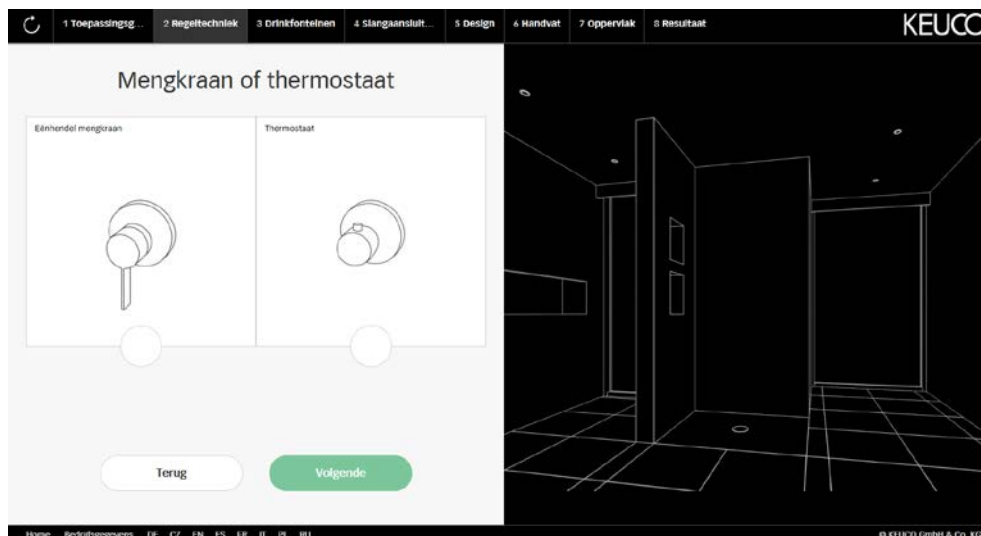 1 Toepassingsg... 2 Regeltechniek 3 Drinkfonteinen 4 Slangaansluit... 5 Design 6 Handvat 7 Oppervlak 8 Resultaat KEUCO
Mengkraan of thermostaat
Eénhendel mengkraan Thermostaat
Terug Volgende
Home Bedrijfsgegevens DE CZ EN ES FR IT PL RU © KEUCO GmbH & Co. KG